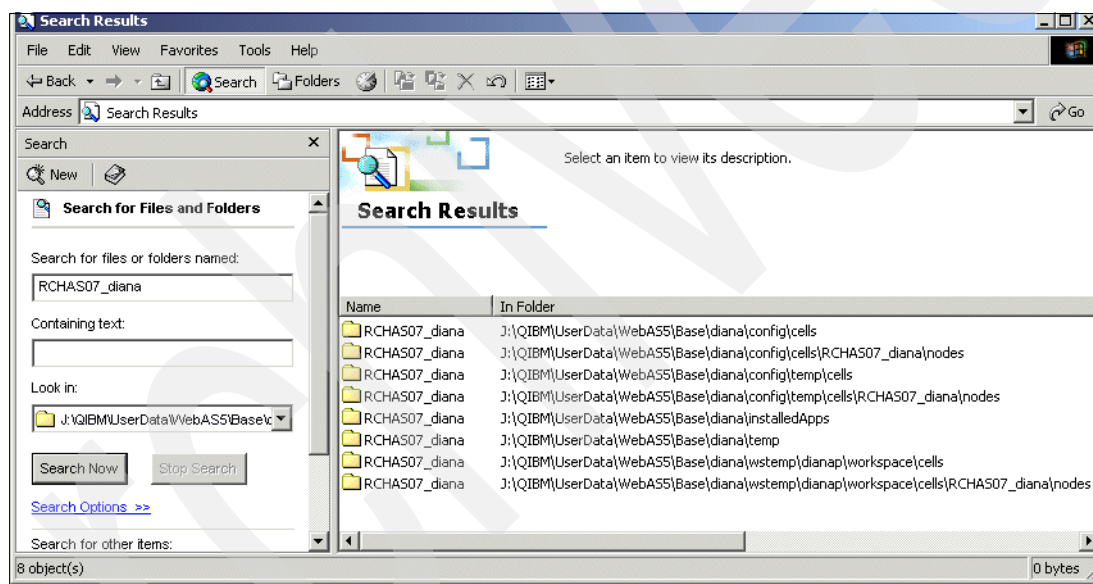 Search Results
File Edit View Favorites Tools Help
Back Search Folders
Address Search Results Go
Search
New
Search for Files and Folders
Search for files or folders named:
RCHAS07_diana
Containing text:
Look in:
J:\QIBM\UserData\WebAS5\Base\
Search Now Stop Search
Search Options >>
Search for other items:
Select an item to view its description.
Search Results
Name In Folder
RCHAS07_diana J:\QIBM\UserData\WebAS5\Base\diana\config\cells
RCHAS07_diana J:\QIBM\UserData\WebAS5\Base\diana\config\cells\RCHAS07_diana\nodes
RCHAS07_diana J:\QIBM\UserData\WebAS5\Base\diana\config\temp\cells
RCHAS07_diana J:\QIBM\UserData\WebAS5\Base\diana\config\temp\cells\RCHAS07_diana\nodes
RCHAS07_diana J:\QIBM\UserData\WebAS5\Base\diana\installedApps
RCHAS07_diana J:\QIBM\UserData\WebAS5\Base\diana\temp
RCHAS07_diana J:\QIBM\UserData\WebAS5\Base\diana\wstemp\dianap\workspace\cells
RCHAS07_diana J:\QIBM\UserData\WebAS5\Base\diana\wstemp\dianap\workspace\cells\RCHAS07_diana\nodes
8 object(s) 0 bytes